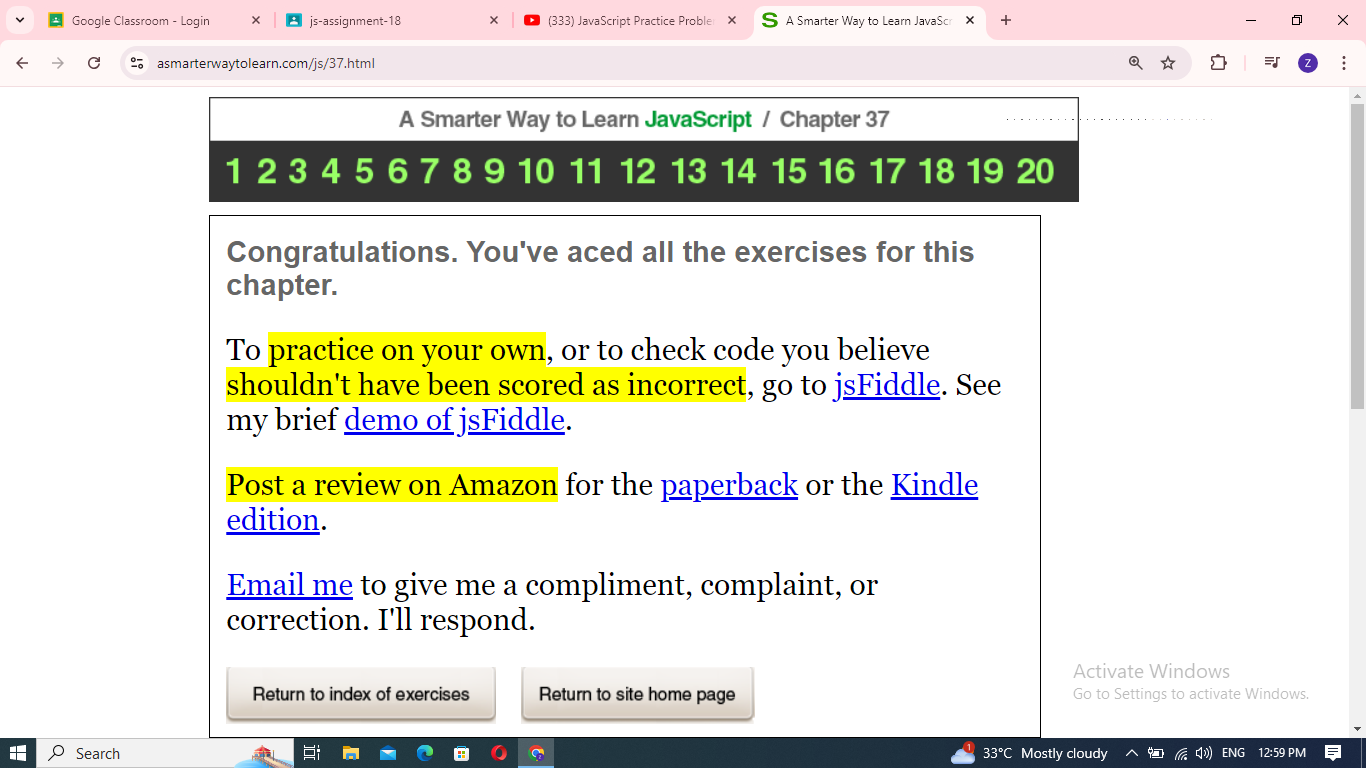 Google Classroom - Login
js-assignment-18
(333) JavaScript Practice Proble
A Smarter Way to Learn JavaScr
asmarterwaytolearn.com/js/37.html
Z
A Smarter Way to Learn JavaScript / Chapter 37
1 2 3 4 5 6 7 8 9 10 11 12 13 14 15 16 17 18 19 20
Congratulations. You've aced all the exercises for this
chapter.
To practice on your own, or to check code you believe
shouldn't have been scored as incorrect, go to jsFiddle. See
my brief demo of jsFiddle.
Post a review on Amazon for the paperback or the Kindle
edition.
Email me to give me a compliment, complaint, or
correction. I'll respond.
Return to index of exercises
Return to site home page
Activate Windows
Go to Settings to activate Windows.
Search
1
33°C Mostly cloudy
ENG
12:59 PM